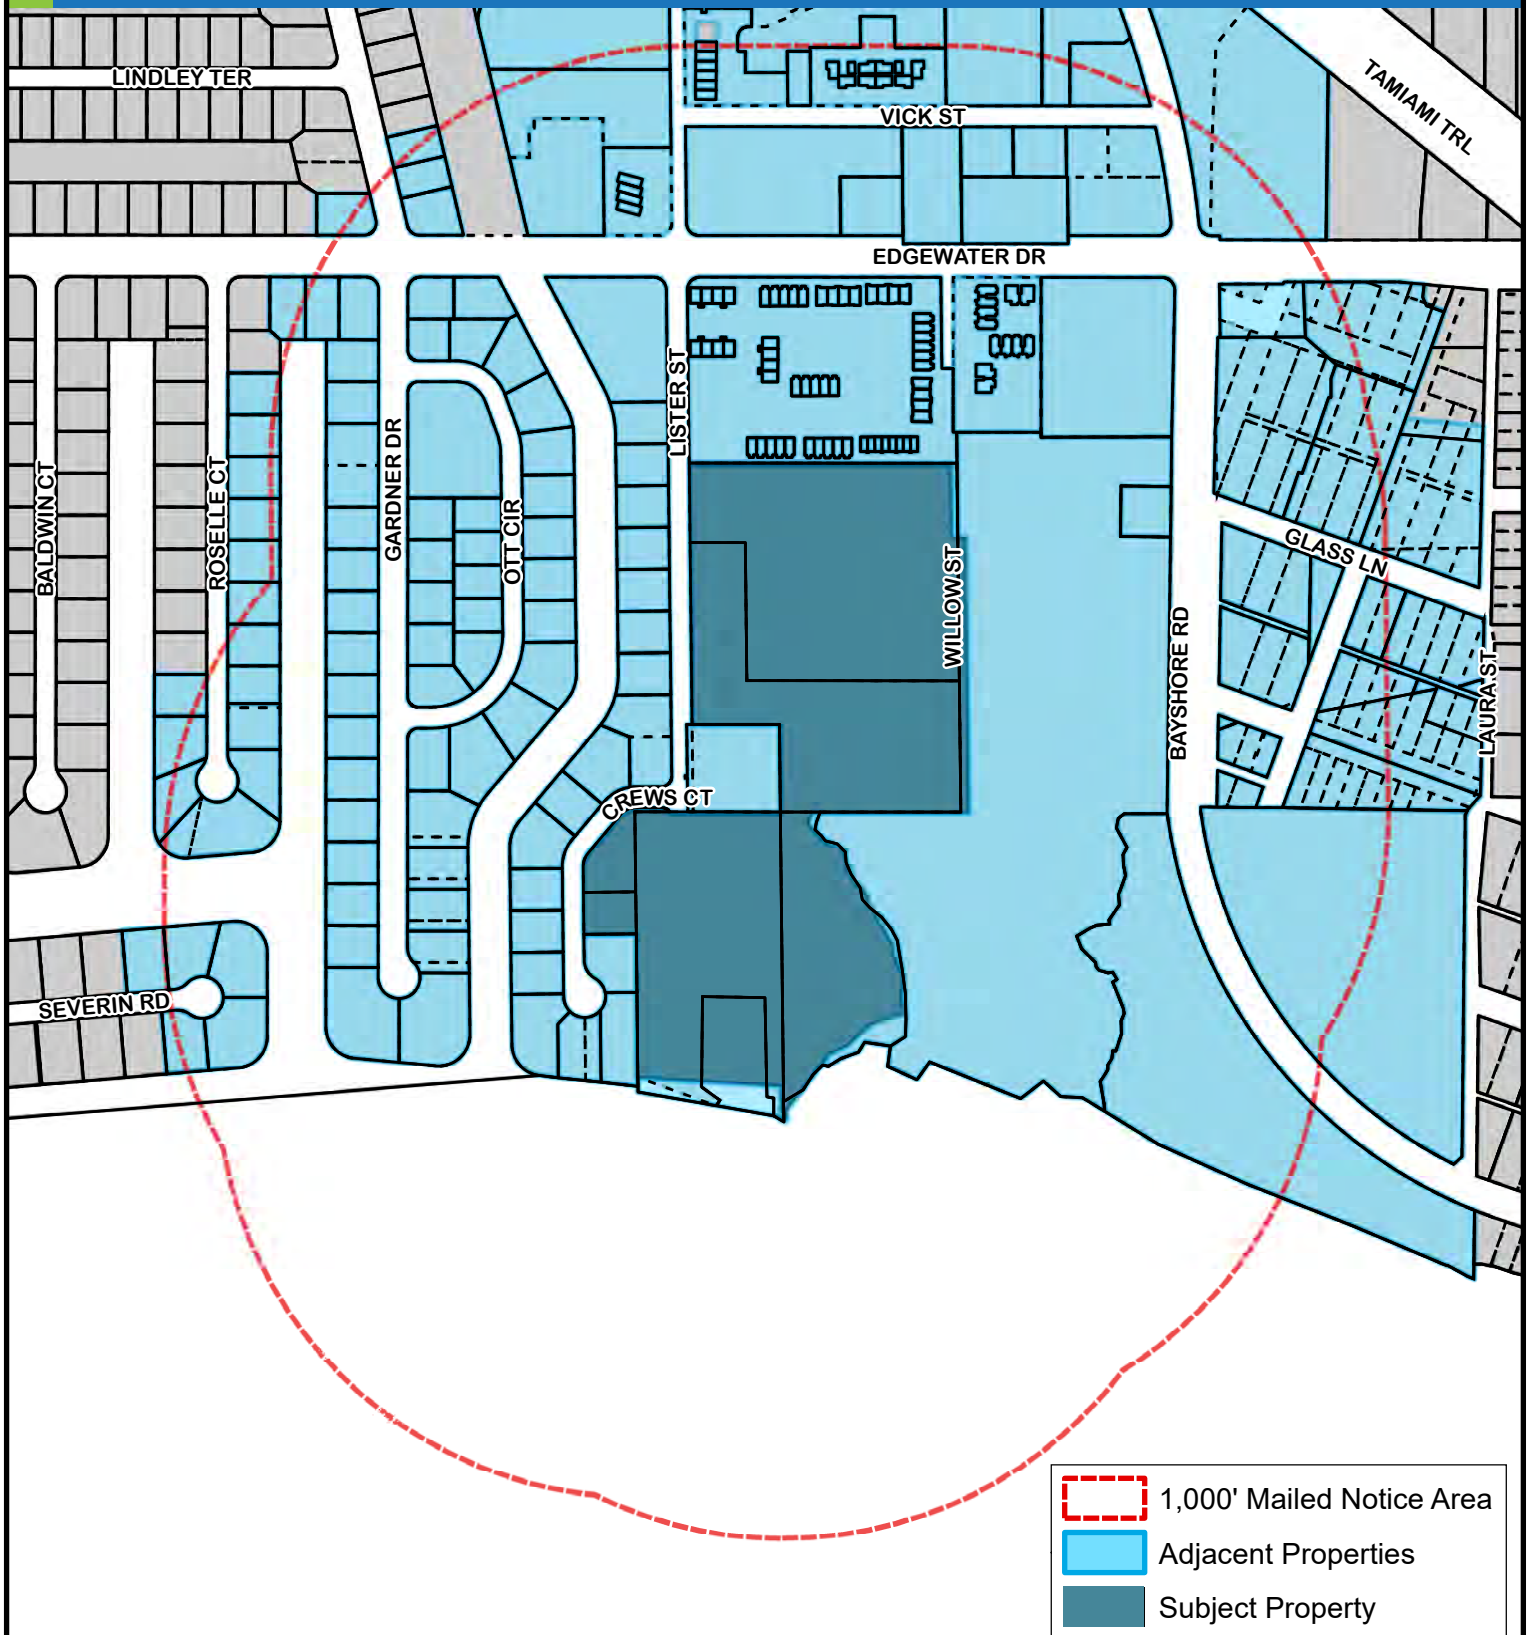 LINDLEY TER
TAMIAMI TRL
VICK ST
EDGEWATER DR
LISTER ST
GARDNER DR
BALDWIN CT
ROSELLE CT
OTT CIR
GLASS LN
WILLOW ST
BAYSHORE RD
LAURA ST
CREWS CT
SEVERIN RD
1,000' Mailed Notice Area
Adjacent Properties
Subject Property